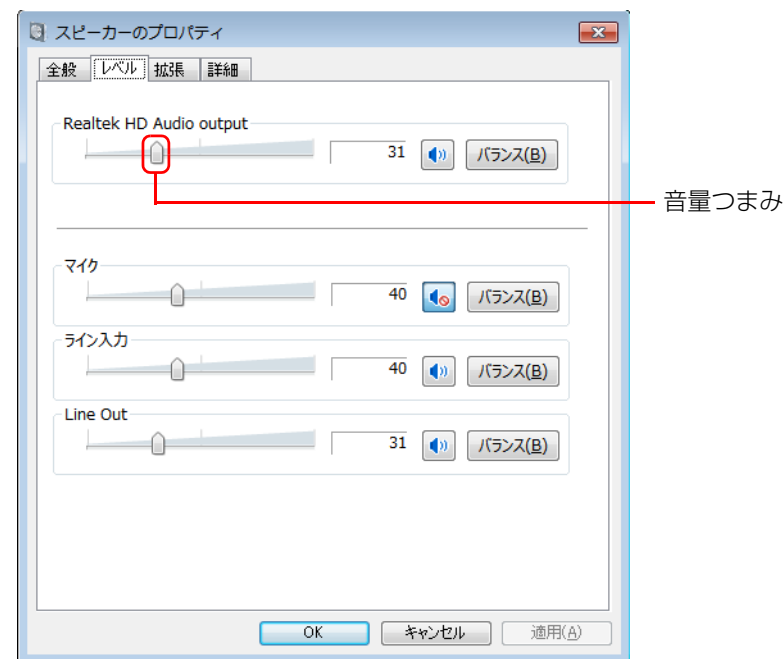 スピーカーのプロパティ
全般 レベル 拡張 詳細
Realtek HD Audio output
31 バランス(B)
音量つまみ
マイク
40 バランス(B)
ライン入力
40 バランス(B)
Line Out
31 バランス(B)
OK キャンセル 適用(A)